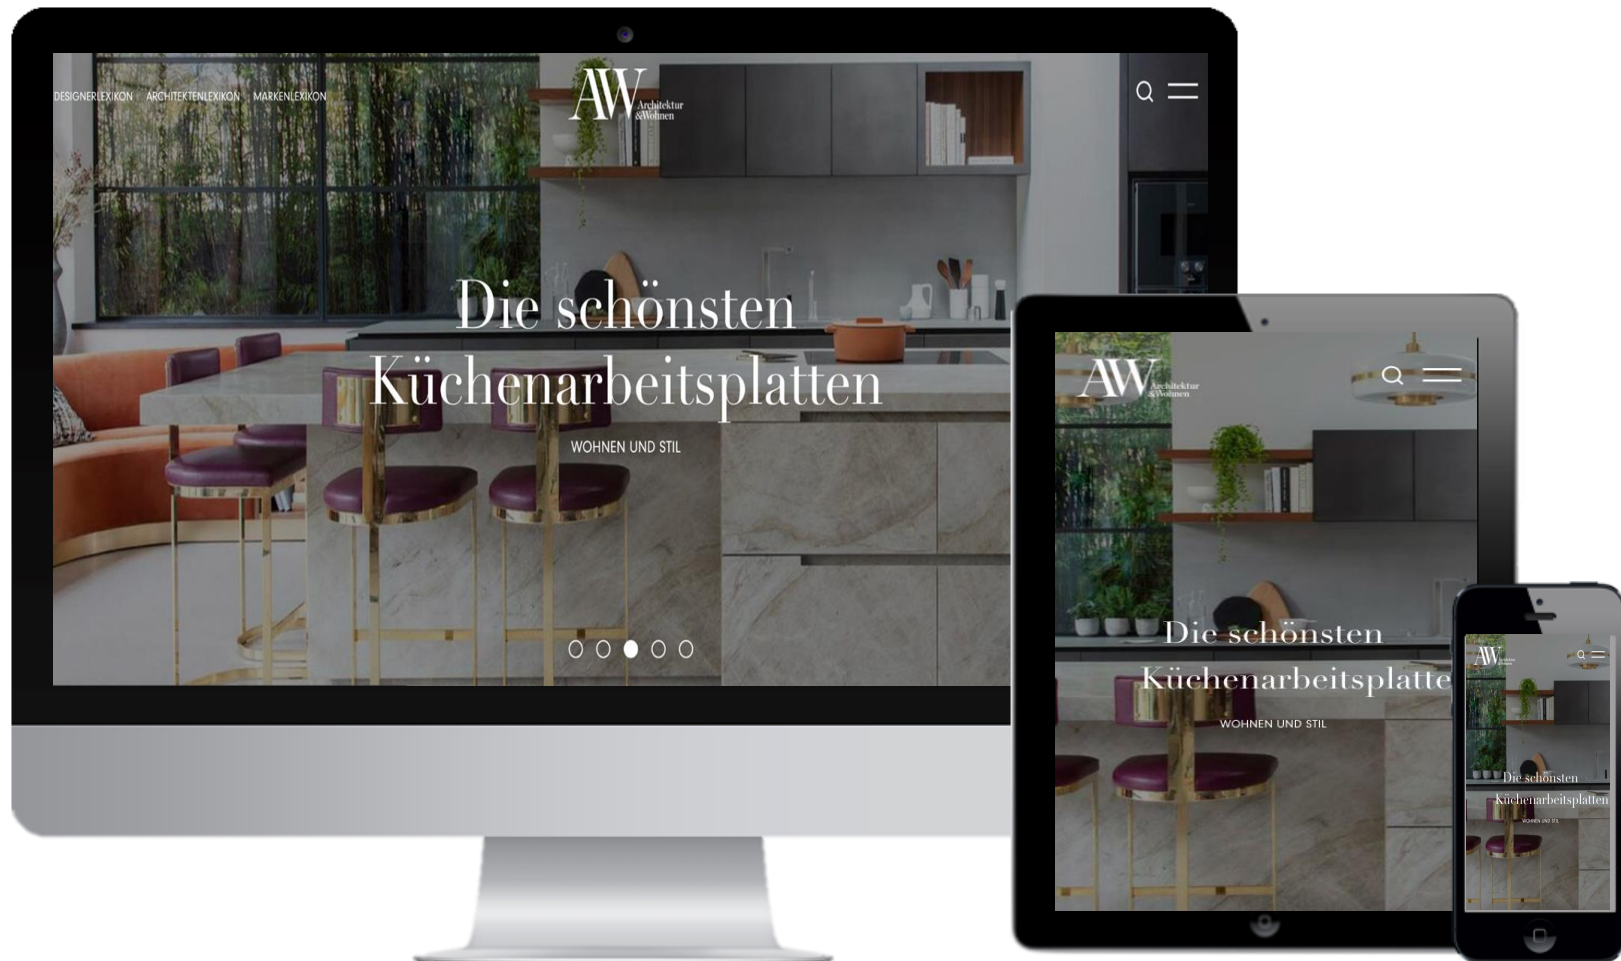 DESIGNERLEXIKON ARCHITEKTENLEXIKON MARKENLEXIKON
AW Architektur
&Wohnen
Die schönsten
Küchenarbeitsplatten
WOHNEN UND STIL
AW Architektur
&Wohnen
Die schönsten
Küchenarbeitsplatte
WOHNEN UND STIL
AW
Die schönsten
Küchenarbeitsplatten
WOHNEN UND STIL